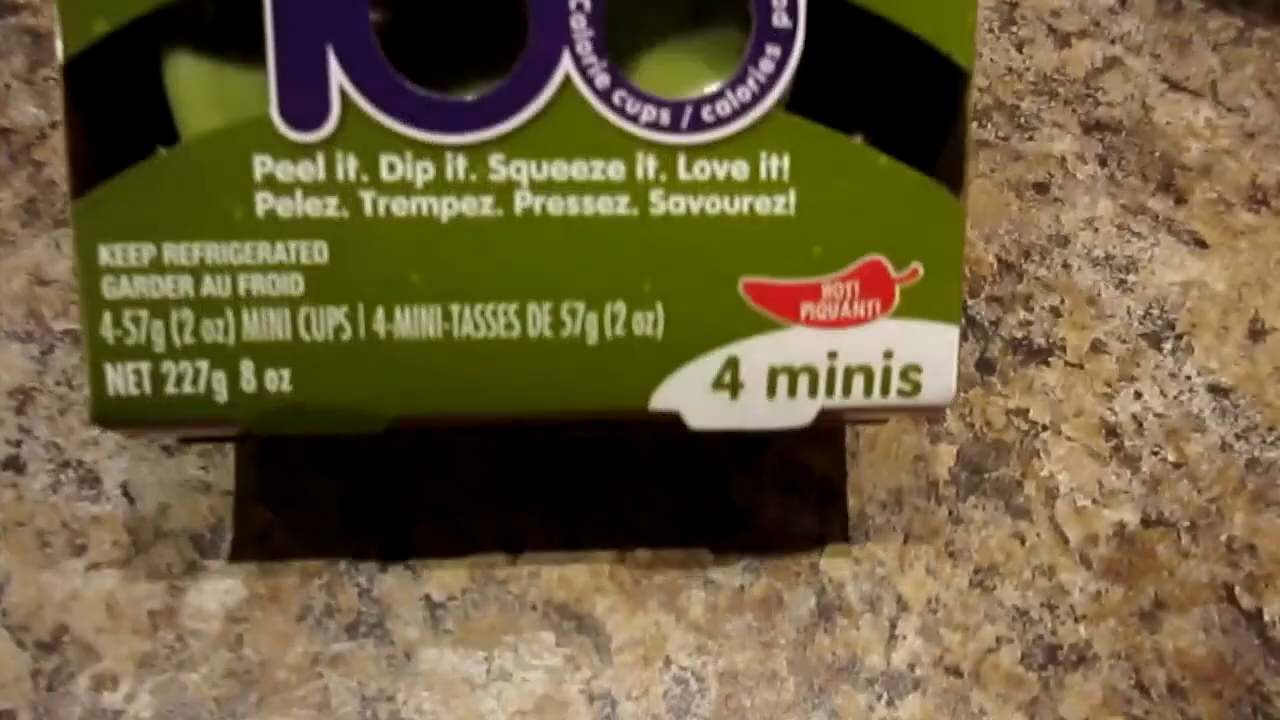 100
Calorie cups / calories
Peel it. Dip it. Squeeze it. Love it!
Pelez. Trempez. Pressez. Savourez!
KEEP REFRIGERATED
GARDER AU FROID
4-57g (2 oz) MINI CUPS | 4-MINI-TASSES DE 57g (2 oz)
NET 227g 8 oz
HOT!
PIQUANT!
4 minis